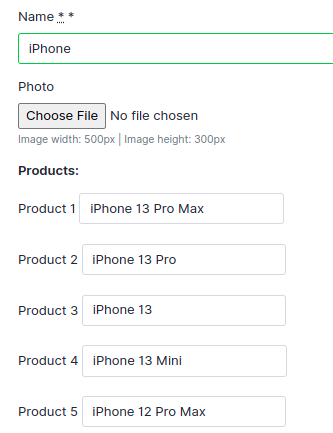 Name * *
iPhone
Photo
Choose File No file chosen
Image width: 500px | Image height: 300px
Products:
Product 1 iPhone 13 Pro Max
Product 2 iPhone 13 Pro
Product 3 iPhone 13
Product 4 iPhone 13 Mini
Product 5 iPhone 12 Pro Max